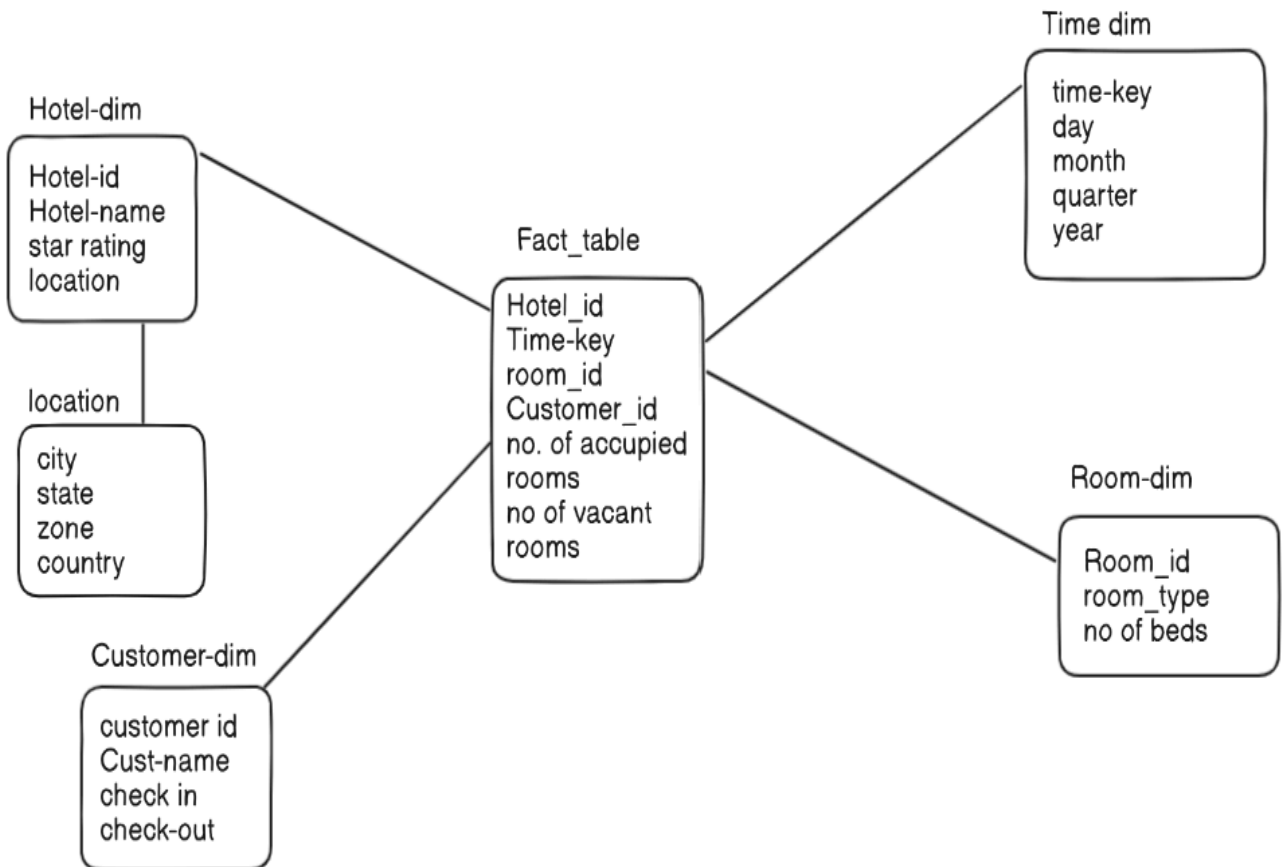 Time dim
time-key
day
month
quarter
year
Hotel-dim
Hotel-id
Hotel-name
star rating
location
Fact_table
Hotel_id
Time-key
room_id
Customer_id
no. of accupied
rooms
no of vacant
rooms
location
city
state
zone
country
Room-dim
Room_id
room_type
no of beds
Customer-dim
customer id
Cust-name
check in
check-out